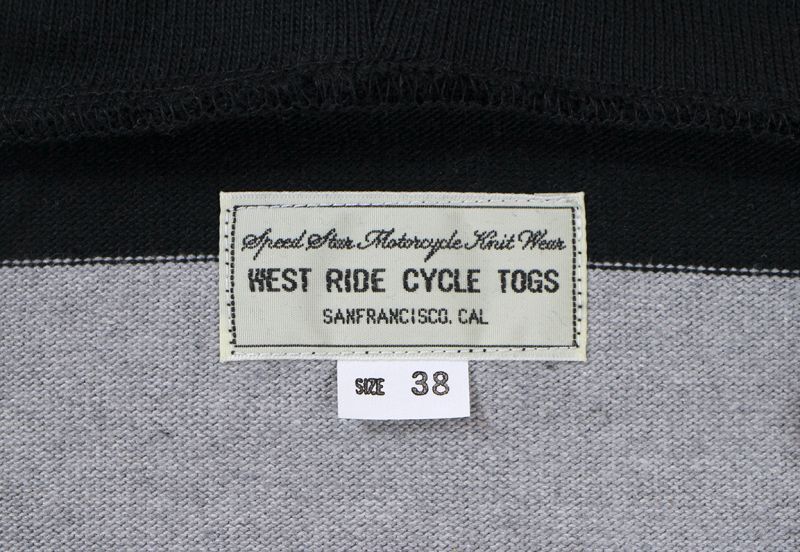 Speed Star Motorcycle Knit Wear
WEST RIDE CYCLE TOGS
SANFRANCISCO. CAL
SIZE 38